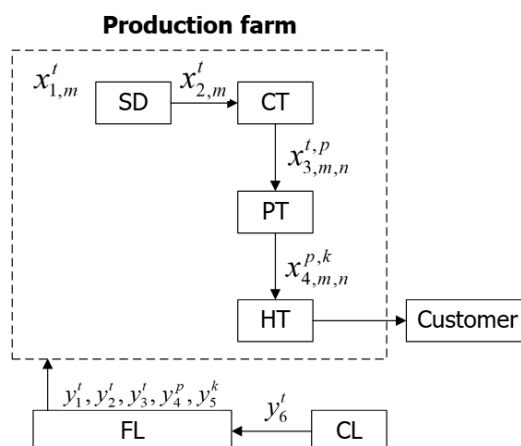 Production farm
x_{1,m}^{t}
SD
x_{2,m}^{t}
CT
x_{3,m,n}^{t,p}
PT
x_{4,m,n}^{p,k}
HT
Customer
y_1^t, y_2^t, y_3^t, y_4^p, y_5^k
FL
y_6^t
CL